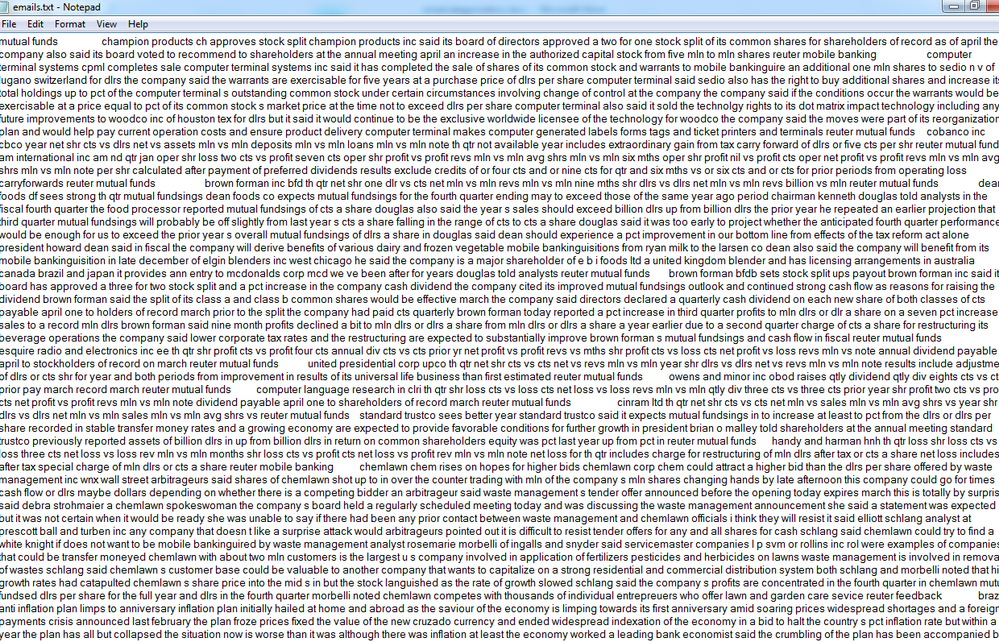 emails.txt - Notepad
File Edit Format View Help
mutual funds champion products ch approves stock split champion products inc said its board of directors approved a two for one stock split of its common shares for shareholders of record as of april the
company also said its board voted to recommend to shareholders at the annual meeting april an increase in the authorized capital stock from five mln to mln shares reuter mobile banking computer
terminal systems cpml completes sale computer terminal systems inc said it has completed the sale of shares of its common stock and warrants to mobile bankinguire an additional one mln shares to sedio n v of
lugano switzerland for dlrs the company said the warrants are exercisable for five years at a purchase price of dlrs per share computer terminal said sedio also has the right to buy additional shares and increase its
total holdings up to pct of the computer terminal s outstanding common stock under certain circumstances involving change of control at the company the company said if the conditions occur the warrants would be
exercisable at a price equal to pct of its common stock s market price at the time not to exceed dlrs per share computer terminal also said it sold the technolgy rights to its dot matrix impact technology including any
future improvements to woodco inc of houston tex for dlrs but it said it would continue to be the exclusive worldwide licensee of the technology for woodco the company said the moves were part of its reorganization
plan and would help pay current operation costs and ensure product delivery computer terminal makes computer generated labels forms tags and ticket printers and terminals reuter mutual funds cobanco inc
cbco year net shr cts vs dlrs net vs assets mln vs mln deposits mln vs mln loans mln vs mln note th qtr not available year includes extraordinary gain from tax carry forward of dlrs or five cts per shr reuter mutual fund
am international inc am nd qtr jan oper shr loss two cts vs profit seven cts oper shr profit vs profit revs mln vs mln avg shrs mln vs mln six mths oper shr profit nil vs profit cts oper net profit vs profit revs mln vs mln avg
shrs mln vs mln note per shr calculated after payment of preferred dividends results exclude credits of or four cts and or nine cts for qtr and six mths vs or six cts and or cts for prior periods from operating loss
carryforwards reuter mutual funds brown forman inc bfd th qtr net shr one dlr vs cts net mln vs mln revs mln vs mln nine mths shr dlrs vs dlrs net mln vs mln revs billion vs mln reuter mutual funds dean
foods df sees strong th qtr mutual fundsings dean foods co expects mutual fundsings for the fourth quarter ending may to exceed those of the same year ago period chairman kenneth douglas told analysts in the
fiscal fourth quarter the food processor reported mutual fundsings of cts a share douglas also said the year s sales should exceed billion dlrs up from billion dlrs the prior year he repeated an earlier projection that
third quarter mutual fundsings will probably be off slightly from last year s cts a share falling in the range of cts to cts a share douglas said it was too early to project whether the anticipated fourth quarter performance
would be enough for us to exceed the prior year s overall mutual fundsings of dlrs a share in douglas said dean should experience a pct improvement in our bottom line from effects of the tax reform act alone
president howard dean said in fiscal the company will derive benefits of various dairy and frozen vegetable mobile bankinguisitions from ryan milk to the larsen co dean also said the company will benefit from its
mobile bankinguisition in late december of elgin blenders inc west chicago he said the company is a major shareholder of e b i foods ltd a united kingdom blender and has licensing arrangements in australia
canada brazil and japan it provides ann entry to mcdonalds corp mcd we ve been after for years douglas told analysts reuter mutual funds brown forman bfdb sets stock split ups payout brown forman inc said it
board has approved a three for two stock split and a pct increase in the company cash dividend the company cited its improved mutual fundsings outlook and continued strong cash flow as reasons for raising the
dividend brown forman said the split of its class a and class b common shares would be effective march the company said directors declared a quarterly cash dividend on each new share of both classes of cts
payable april one to holders of record march prior to the split the company had paid cts quarterly brown forman today reported a pct increase in third quarter profits to mln dlrs or dlr a share on a seven pct increase
sales to a record mln dlrs brown forman said nine month profits declined a bit to mln dlrs or dlrs a share from mln dlrs or dlrs a share a year earlier due to a second quarter charge of cts a share for restructuring its
beverage operations the company said lower corporate tax rates and the restructuring are expected to substantially improve brown forman s mutual fundsings and cash flow in fiscal reuter mutual funds
esquire radio and electronics inc ee th qtr shr profit cts vs profit four cts annual div cts vs cts prior yr net profit vs profit revs vs mths shr profit cts vs loss cts net profit vs loss revs mln vs note annual dividend payable
april to stockholders of record on march reuter mutual funds united presidential corp upco th qtr net shr cts vs cts net vs revs mln vs mln year shr dlrs vs dlrs net vs revs mln vs mln note results include adjustme
of dlrs or cts shr for year and both periods from improvement in results of its universal life business than first estimated reuter mutual funds owens and minor inc obod raises qtly dividend qtly div eights cts vs ct
prior pay march record march reuter mutual funds computer language research in clri th qtr shr loss cts vs loss cts net loss vs loss revs mln vs mln qtly div three cts vs three cts prior year shr profit two cts vs pro
cts net profit vs profit revs mln vs mln note dividend payable april one to shareholders of record march reuter mutual funds cinram ltd th qtr net shr cts vs cts net mln vs sales mln vs mln avg shrs vs year shr
dlrs vs dlrs net mln vs mln sales mln vs mln avg shrs vs reuter mutual funds standard trustco sees better year standard trustco said it expects mutual fundsings in to increase at least to pct from the dlrs or dlrs per
share recorded in stable transfer money rates and a growing economy are expected to provide favorable conditions for further growth in president brian o malley told shareholders at the annual meeting standard
trustco previously reported assets of billion dlrs in up from billion dlrs in return on common shareholders equity was pct last year up from pct in reuter mutual funds handy and harman hnh th qtr loss shr loss cts vs
loss three cts net loss vs loss rev mln vs mln months shr loss cts vs profit cts net loss vs profit rev mln vs mln note net loss for th qtr includes charge for restructuring of mln dlrs after tax or cts a share net loss includes
after tax special charge of mln dlrs or cts a share reuter mobile banking chemlawn chem rises on hopes for higher bids chemlawn corp chem could attract a higher bid than the dlrs per share offered by waste
management inc wnx wall street arbitrageurs said shares of chemlawn shot up to in over the counter trading with mln of the company s mln shares changing hands by late afternoon this company could go for times
cash flow or dlrs maybe dollars depending on whether there is a competing bidder an arbitrageur said waste management s tender offer announced before the opening today expires march this is totally by surpris
said debra strohmaier a chemlawn spokeswoman the company s board held a regularly scheduled meeting today and was discussing the waste management announcement she said a statement was expected
but it was not certain when it would be ready she was unable to say if there had been any prior contact between waste management and chemlawn officials i think they will resist it said elliott schlang analyst at
prescott ball and turben inc any company that doesn t like a surprise attack would arbitrageurs pointed out it is difficult to resist tender offers for any and all shares for cash schlang said chemlawn could try to find a
white knight if does not want to be mobile bankinguired by waste management analyst rosemarie morbelli of ingalls and snyder said servicemaster companies l p svm or rollins inc rol were examples of companies
that could be transfer moneyed chemlawn with about two mln customers is the largest u s company involved in application of fertilizers pesticides and herbicides on lawns waste management is involved in remova
of wastes schlang said chemlawn s customer base could be valuable to another company that wants to capitalize on a strong residential and commercial distribution system both schlang and morbelli noted that hi
growth rates had catapulted chemlawn s share price into the mid s in but the stock languished as the rate of growth slowed schlang said the company s profits are concentrated in the fourth quarter in chemlawn mutu
fundsed dlrs per share for the full year and dlrs in the fourth quarter morbelli noted chemlawn competes with thousands of individual entrepreuers who offer lawn and garden care sevice reuter feedback braz
anti inflation plan limps to anniversary inflation plan initially hailed at home and abroad as the saviour of the economy is limping towards its first anniversary amid soaring prices widespread shortages and a foreign
payments crisis announced last february the plan froze prices fixed the value of the new cruzado currency and ended widespread indexation of the economy in a bid to halt the country s pct inflation rate but within a
year the plan has all but collapsed the situation now is worse than it was although there was inflation at least the economy worked a leading bank economist said the crumbling of the plan has been accompanied b